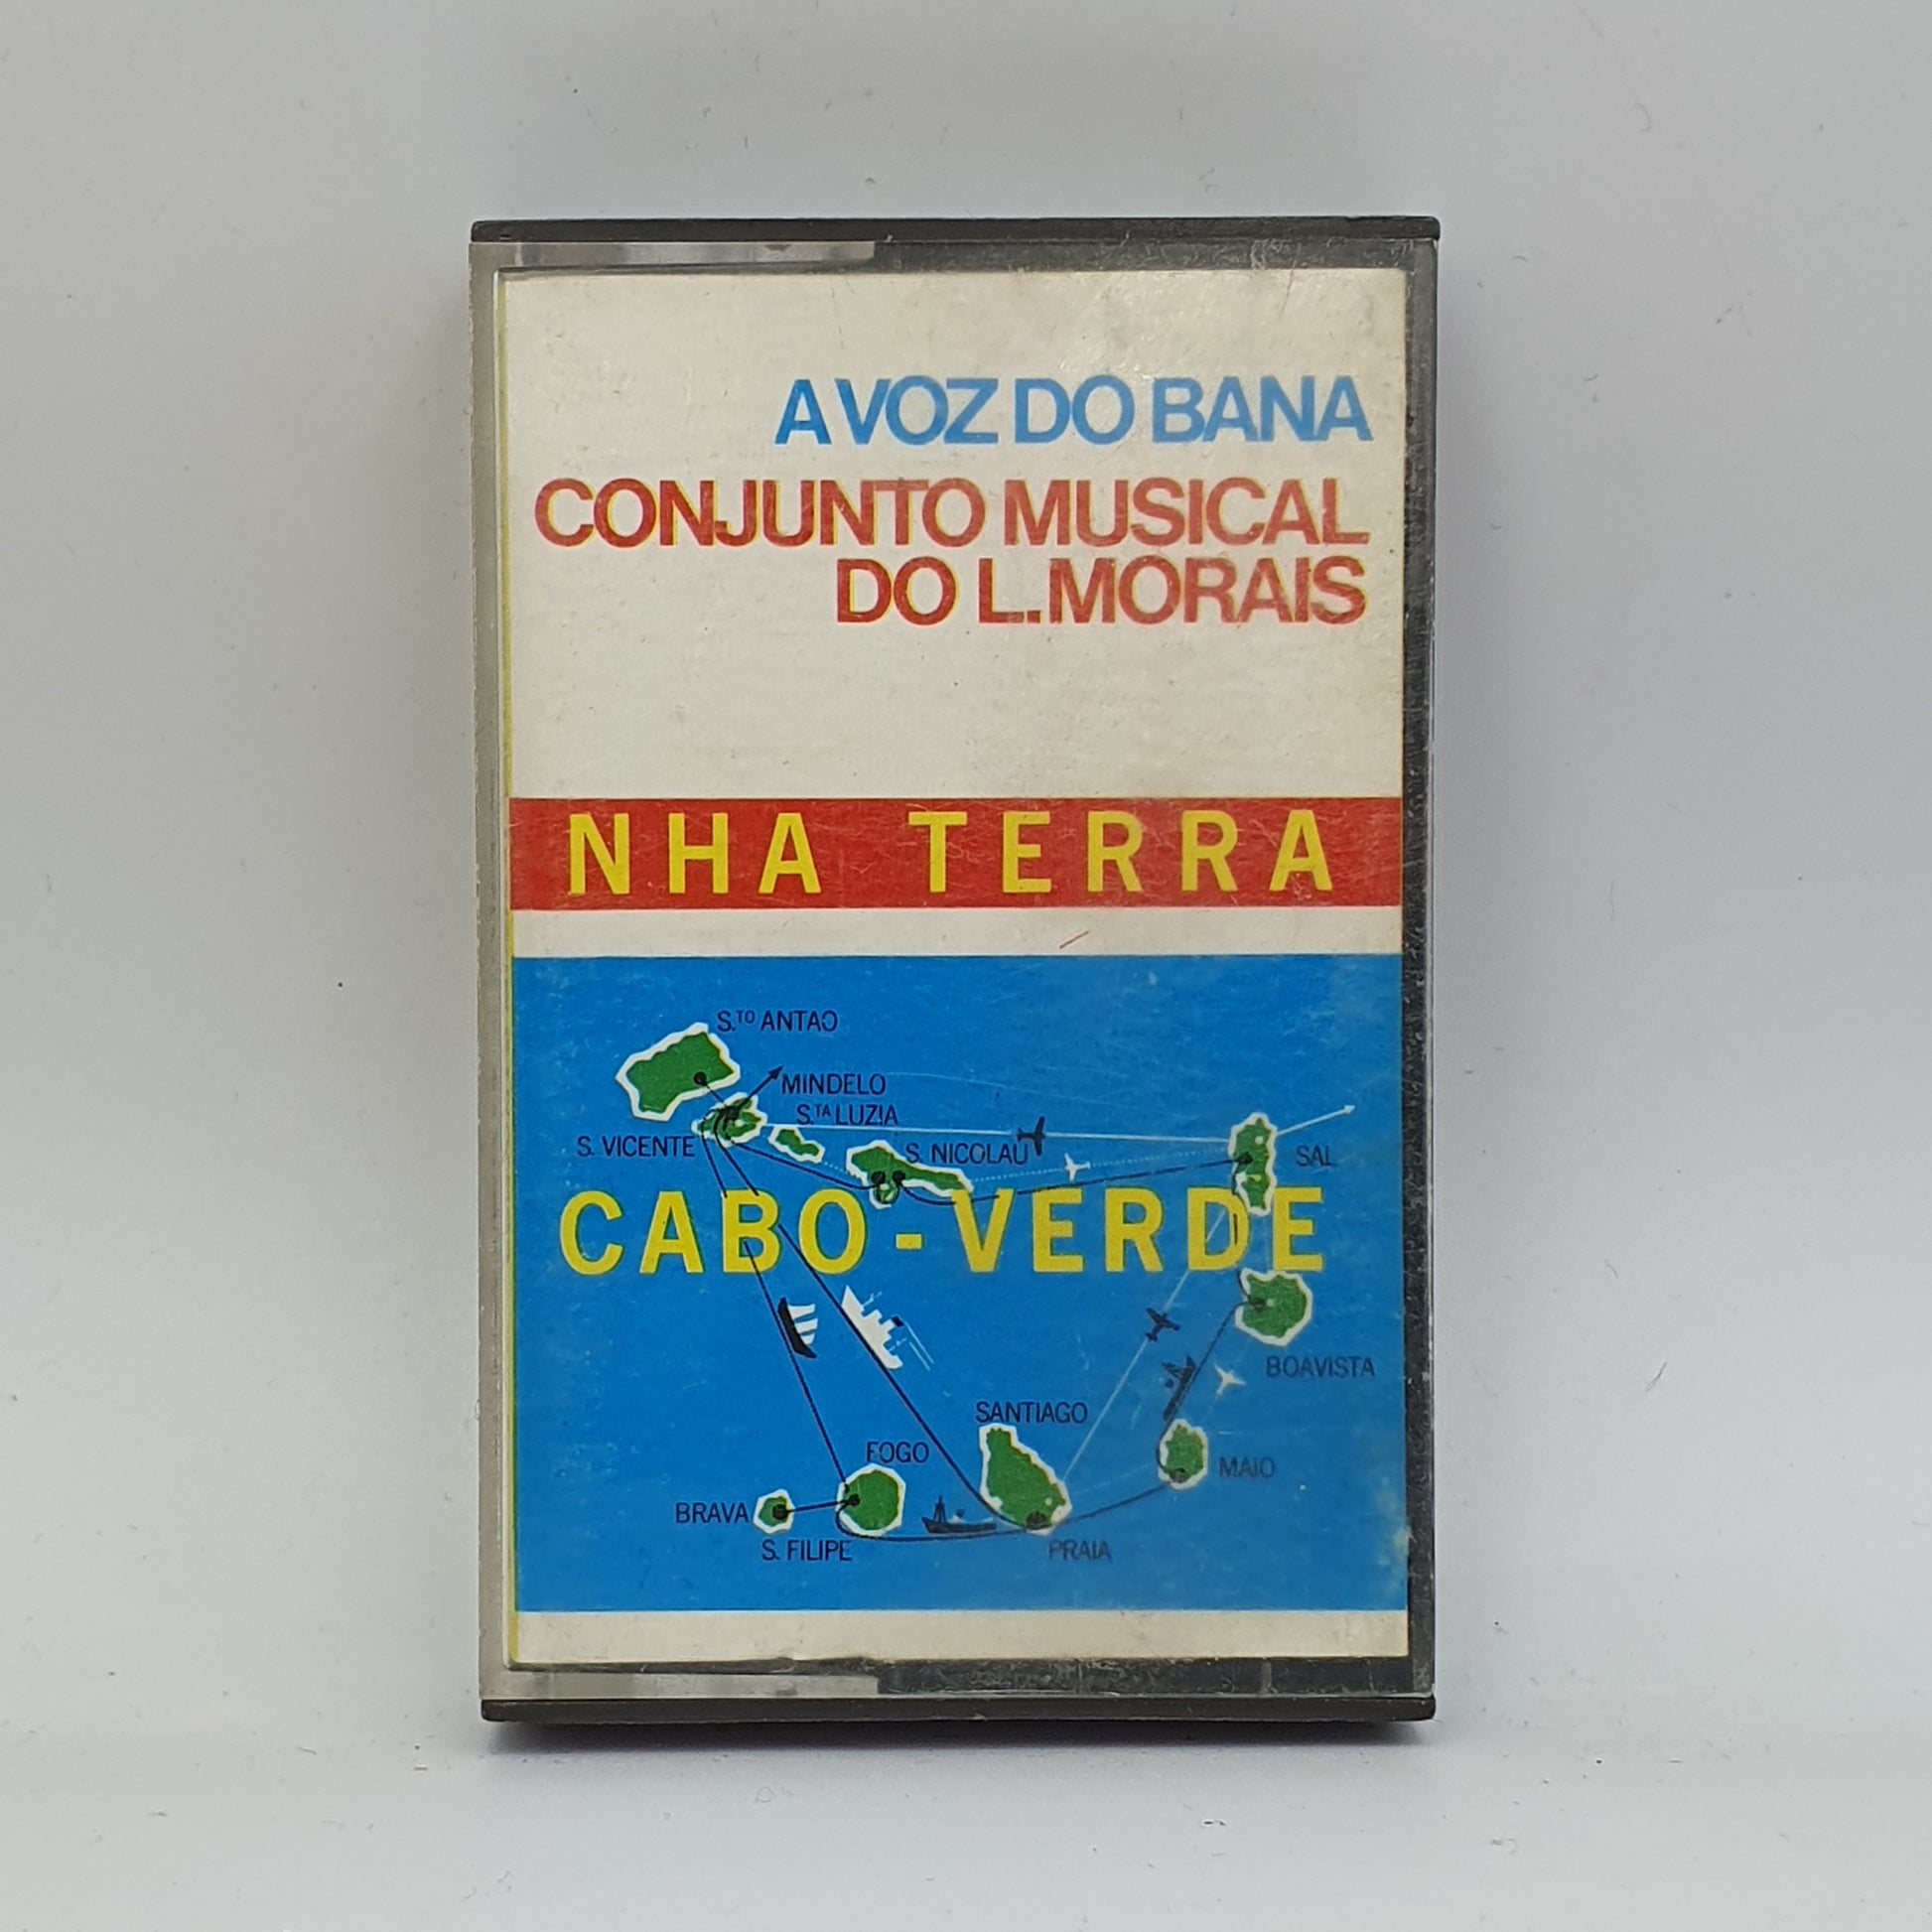 A VOZ DO BANA
CONJUNTO MUSICAL
DO L.MORAIS
NHA TERRA
S.TO ANTAO
MINDELO
S.TA LUZIA
S. VICENTE
S. NICOLAU
SAL
CABO-VERDE
BOAVISTA
SANTIAGO
FOGO
MAIO
BRAVA
S. FILIPE
PRAIA